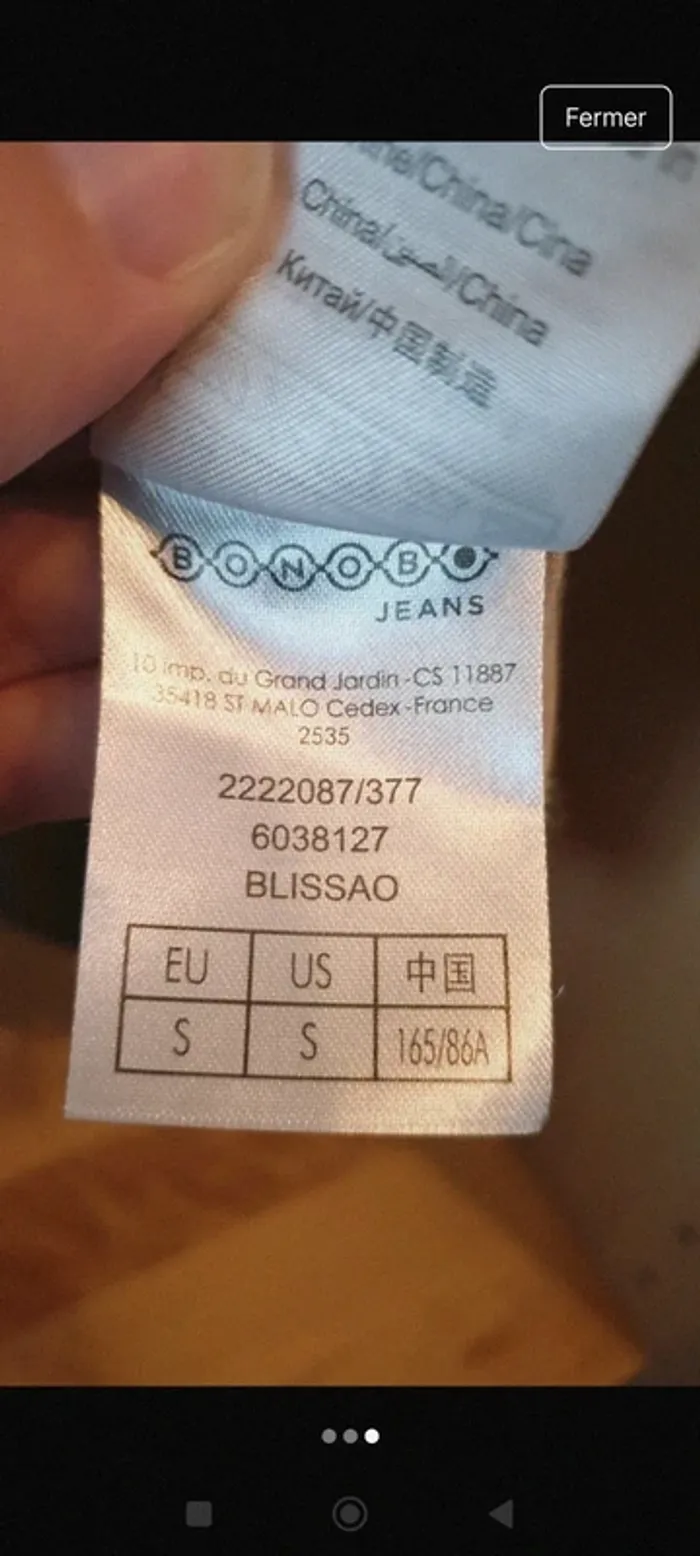 Fermer
/China/Cina
China/الصين/China
Китай/中国制造
BONOBO
JEANS
10 imp. du Grand Jardin-CS 11887
35418 ST MALO Cedex-France
2535
2222087/377
6038127
BLISSAO
EU US 中国
S S 165/86A